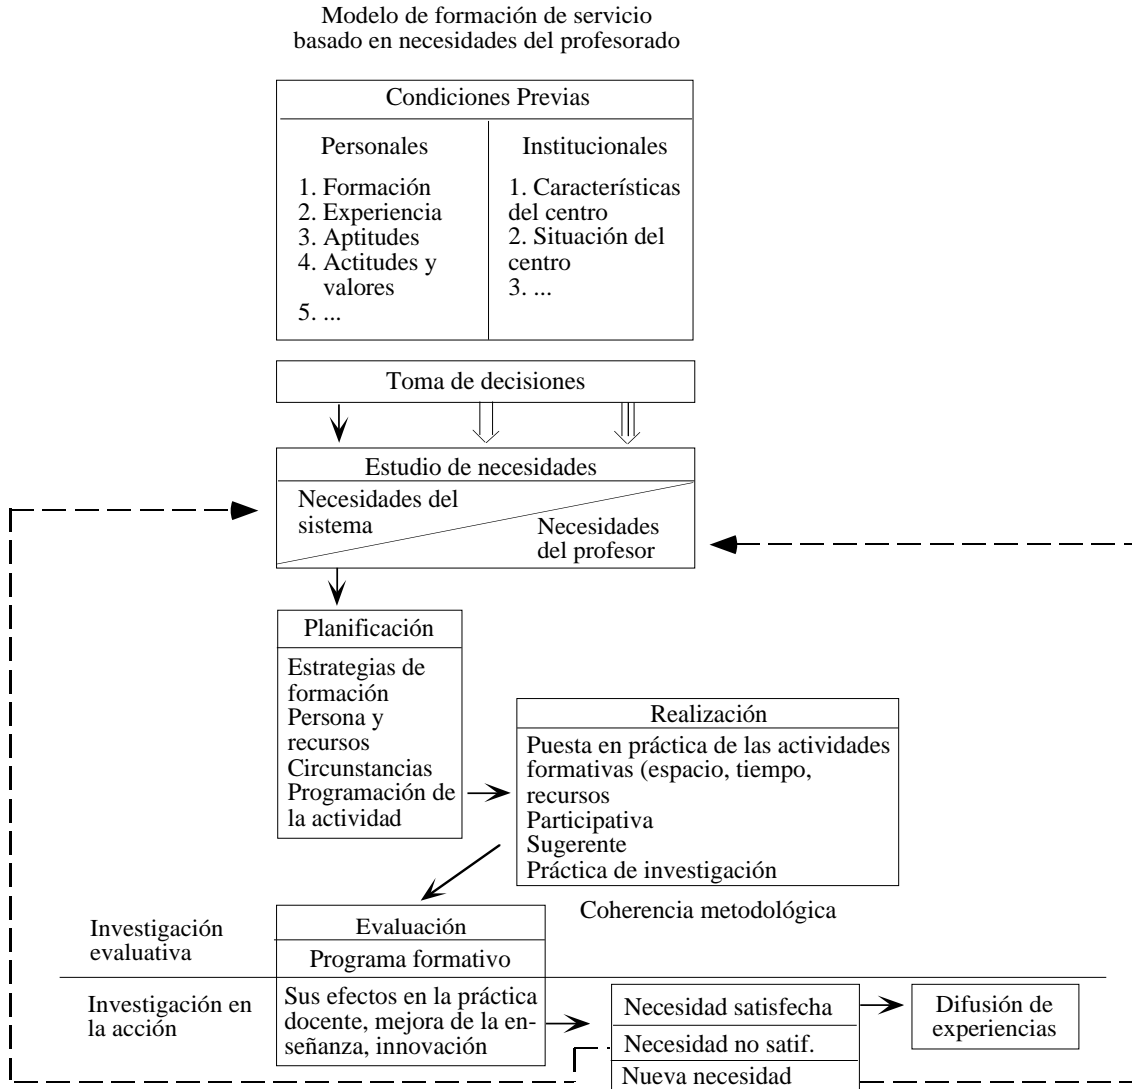 Modelo de formación de servicio
basado en necesidades del profesorado
Condiciones Previas
Personales
1. Formación
2. Experiencia
3. Aptitudes
4. Actitudes y
valores
5. ...
Institucionales
1. Características
del centro
2. Situación del
centro
3. ...
Toma de decisiones
Estudio de necesidades
Necesidades del
sistema
Necesidades
del profesor
Planificación
Estrategias de
formación
Persona y
recursos
Circunstancias
Programación de
la actividad
Realización
Puesta en práctica de las actividades
formativas (espacio, tiempo,
recursos
Participativa
Sugerente
Práctica de investigación
Coherencia metodológica
Investigación
evaluativa
Evaluación
Programa formativo
Investigación en
la acción
Sus efectos en la práctica
docente, mejora de la en-
señanza, innovación
Necesidad satisfecha
Necesidad no satif.
Nueva necesidad
Difusión de
experiencias